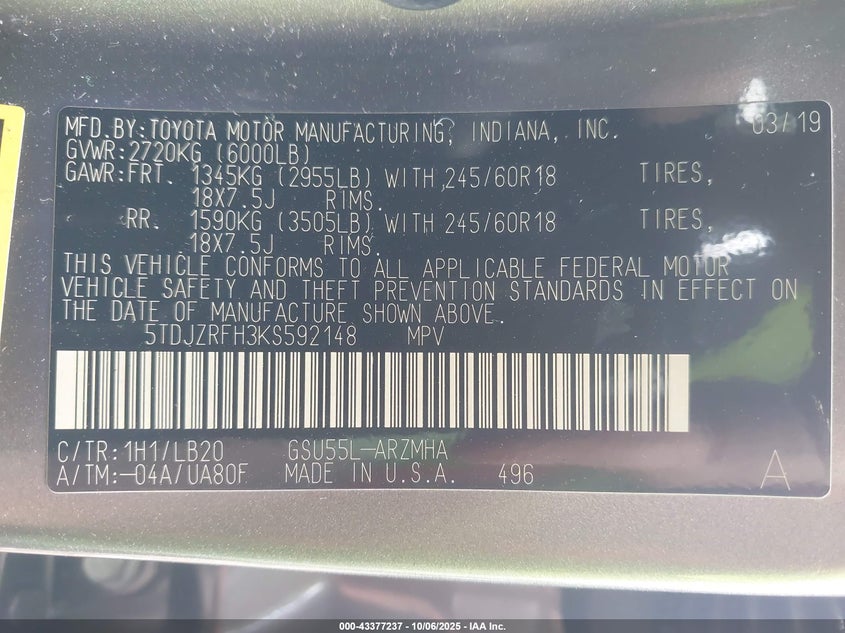 MFD.BY:TOYOTA MOTOR MANUFACTURING, INDIANA, INC. 03/19
GVWR:2720KG (6000LB)
GAWR:FRT. 1345KG (2955LB) WITH 245/60R18 TIRES,
18X7.5J RIMS.
RR. 1590KG (3505LB) WITH 245/60R18 TIRES,
18X7.5J RIMS.
THIS VEHICLE CONFORMS TO ALL APPLICABLE FEDERAL MOTOR
VEHICLE SAFETY AND THEFT PREVENTION STANDARDS IN EFFECT ON
THE DATE OF MANUFACTURE SHOWN ABOVE.
5TDJZRFH3KS592148 MPV
C/TR:1H1/LB20 GSU55L-ARZMHA
A/TM:-04A/UA80F MADE IN U.S.A. 496 A
000-43377237 - 10/06/2025 - IAA Inc.